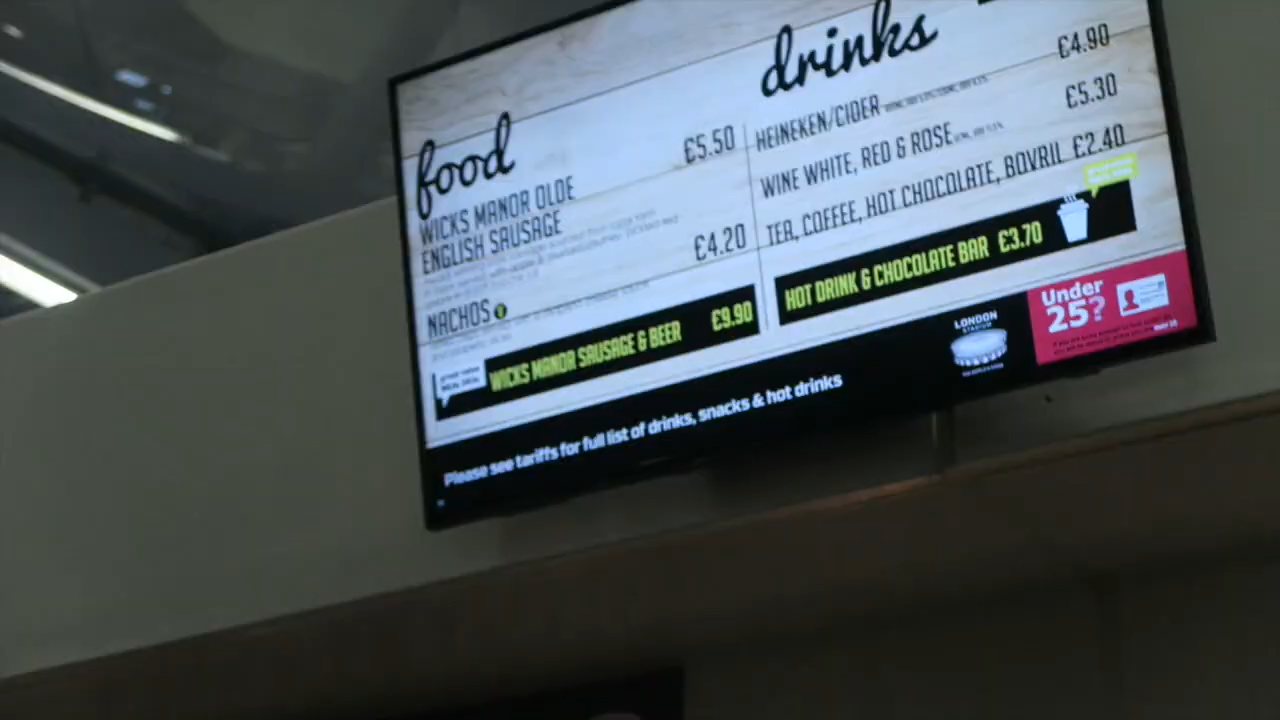 food
WICKS MANOR OLDE
ENGLISH SAUSAGE
£5.50
NACHOS
£4.20
WICKS MANOR SAUSAGE & BEER £9.90
drinks
HEINEKEN/CIDER £4.90
WINE WHITE, RED & ROSE £5.30
TEA, COFFEE, HOT CHOCOLATE, BOVRIL £2.40
HOT DRINK & CHOCOLATE BAR £3.70
LONDON
STADIUM
Under
25?
Please see tariffs for full list of drinks, snacks & hot drinks